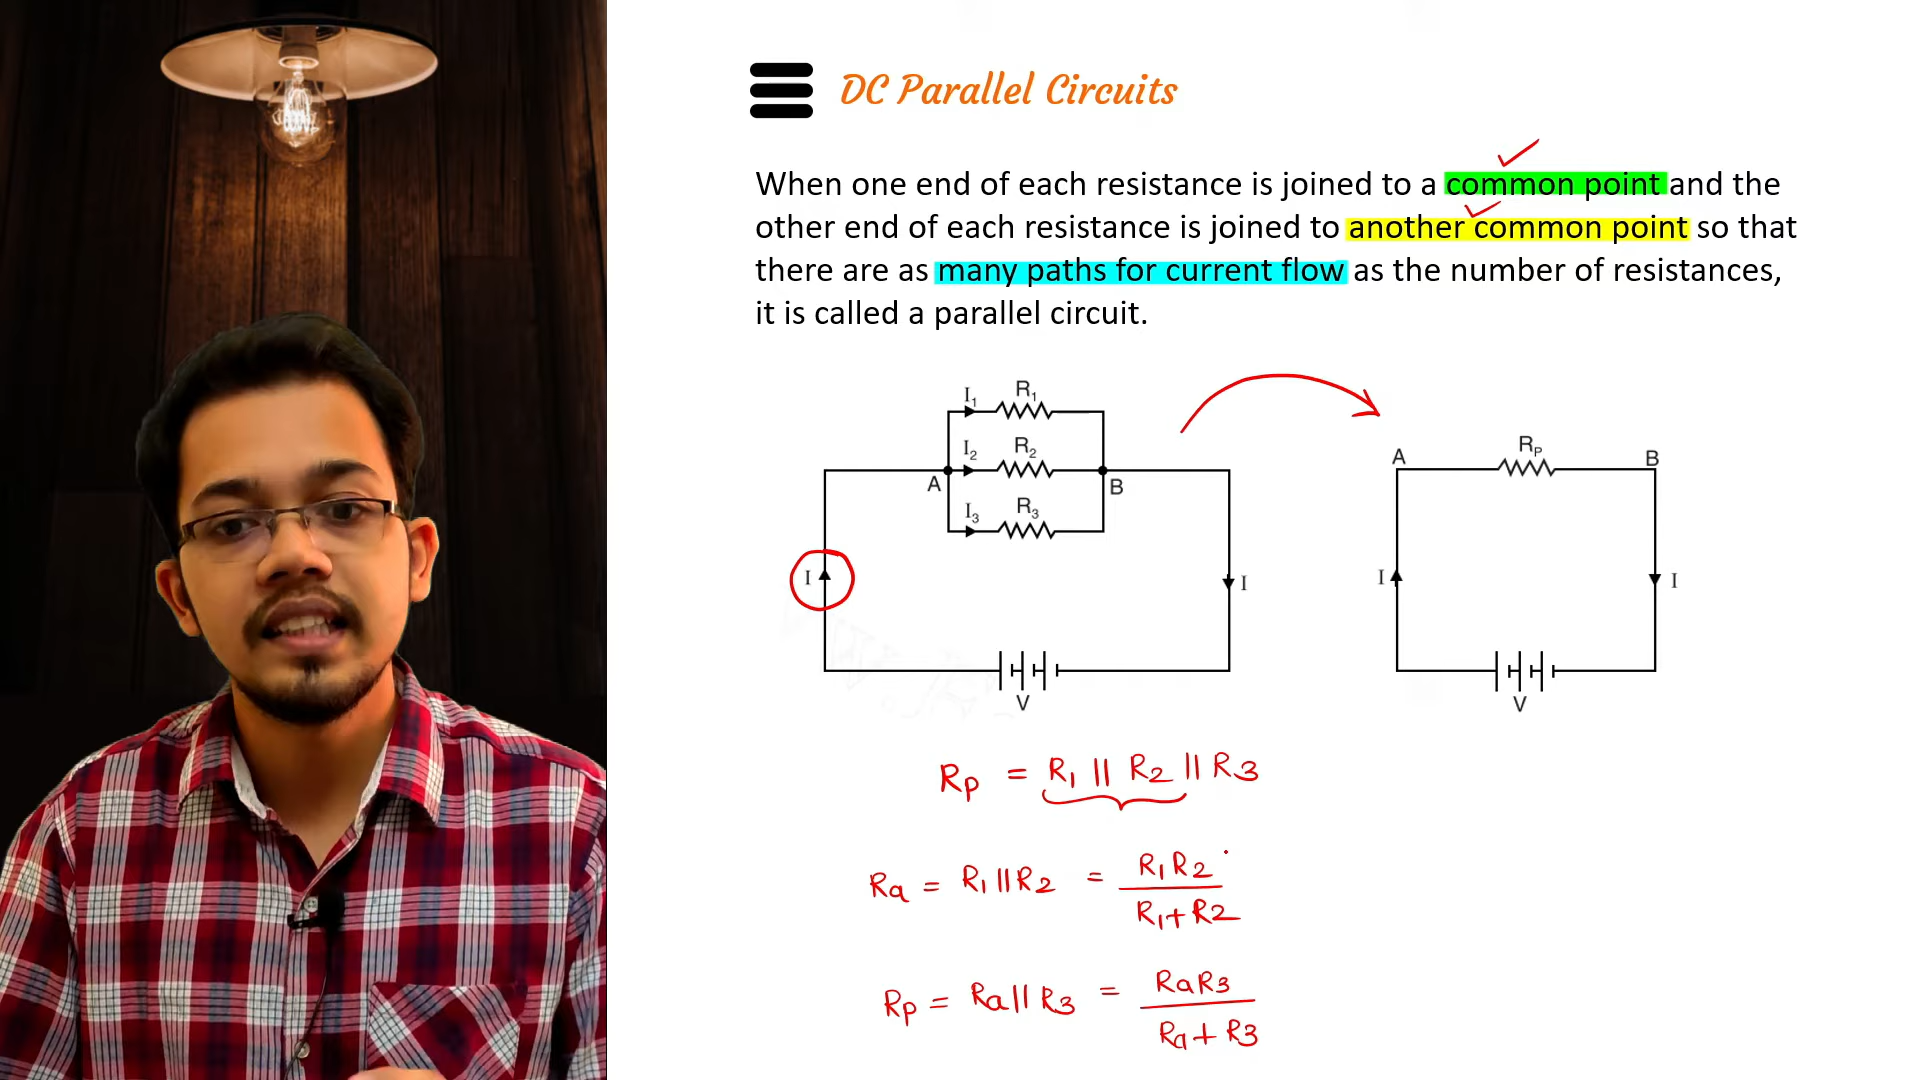 DC Parallel Circuits
When one end of each resistance is joined to a common point and the
other end of each resistance is joined to another common point so that
there are as many paths for current flow as the number of resistances,
it is called a parallel circuit.
I₁ R₁
I₂ R₂
A B
I₃ R₃
I I
V
A R_P B
I I
V
Rp = R₁ || R₂ || R₃
Ra = R₁ || R₂ = R₁R₂ / R₁+R₂
Rp = Ra || R₃ = RaR₃ / Ra+R₃